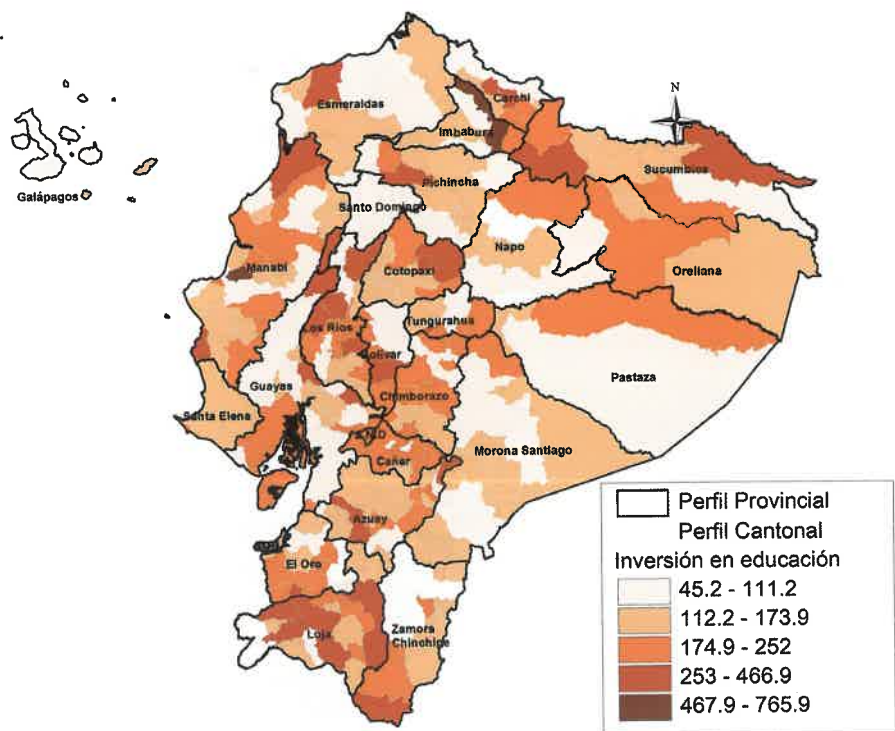 N
Galápagos
Esmeraldas
Carchi
Imbabura
Sucumbíos
Pichincha
Santo Domingo
Napo
Orellana
Manabí
Cotopaxi
Tungurahua
Los Ríos
Bolívar
Pastaza
Guayas
Chimborazo
Santa Elena
Morona Santiago
Cañar
Azuay
El Oro
Loja
Zamora
Chinchipe
Perfil Provincial
Perfil Cantonal
Inversión en educación
45.2 - 111.2
112.2 - 173.9
174.9 - 252
253 - 466.9
467.9 - 765.9